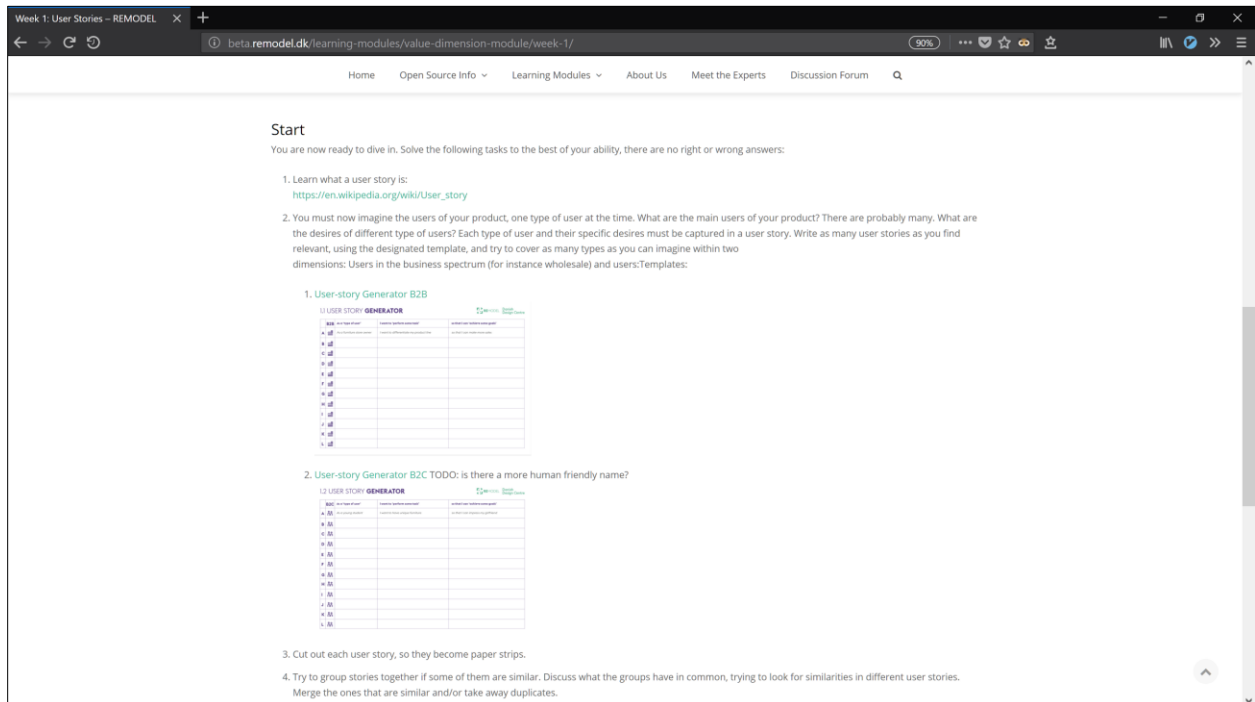 Week 1: User Stories – REMODEL
beta.remodel.dk/learning-modules/value-dimension-module/week-1/
90%
Home Open Source Info Learning Modules About Us Meet the Experts Discussion Forum
Start
You are now ready to dive in. Solve the following tasks to the best of your ability, there are no right or wrong answers:
1. Learn what a user story is:
https://en.wikipedia.org/wiki/User_story
2. You must now imagine the users of your product, one type of user at the time. What are the main users of your product? There are probably many. What are
the desires of different type of users? Each type of user and their specific desires must be captured in a user story. Write as many user stories as you find
relevant, using the designated template, and try to cover as many types as you can imagine within two
dimensions: Users in the business spectrum (for instance wholesale) and users:Templates:
1. User-story Generator B2B
1.1 USER STORY GENERATOR
B2B
A
B
C
D
E
F
G
H
I
J
K
L
2. User-story Generator B2C TODO: is there a more human friendly name?
1.2 USER STORY GENERATOR
B2C
A
B
C
D
E
F
G
H
I
J
K
L
3. Cut out each user story, so they become paper strips.
4. Try to group stories together if some of them are similar. Discuss what the groups have in common, trying to look for similarities in different user stories.
Merge the ones that are similar and/or take away duplicates.